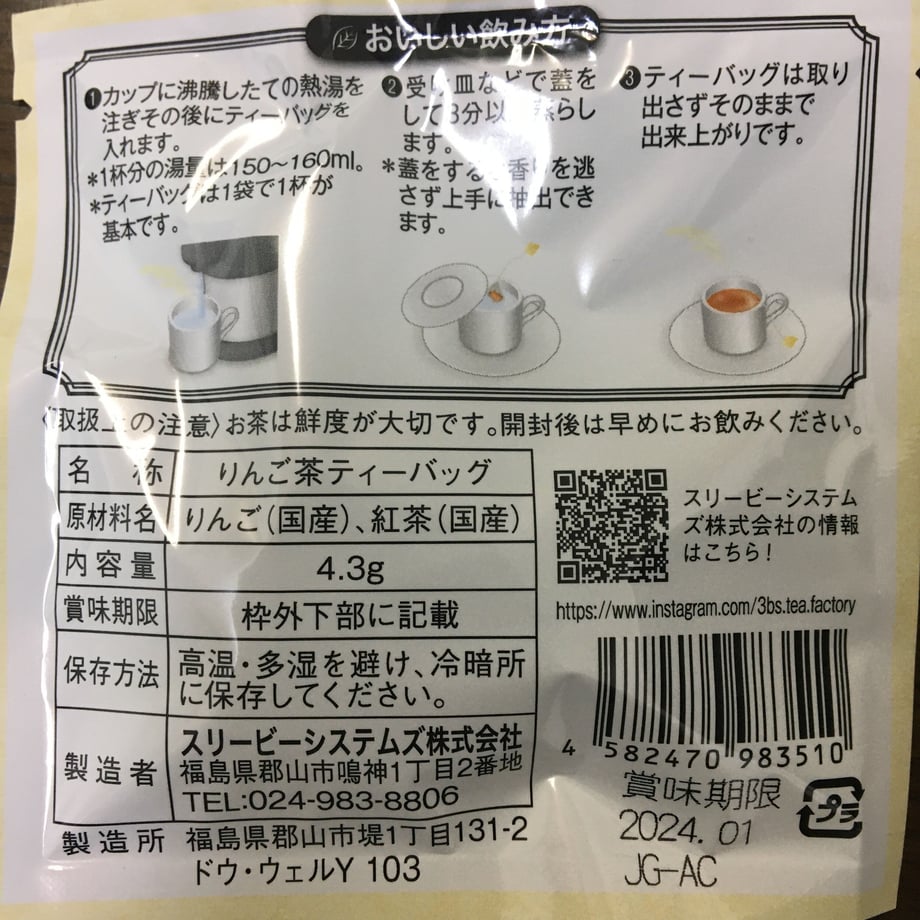 おいしい飲み方
❶カップに沸騰したての熱湯を
注ぎその後にティーバッグを
入れます。
*1杯分の湯量は150〜160ml。
*ティーバッグは1袋で1杯が
基本です。
❷受け皿などで蓋を
して3分以 蒸らし
ます。
*蓋をする 香りを逃
さず上手に抽出でき
ます。
❸ティーバッグは取り
出さずそのままで
出来上がりです。
〈取扱上の注意〉お茶は鮮度が大切です。開封後は早めにお飲みください。
名 称 りんご茶ティーバッグ
原材料名 りんご(国産)、紅茶(国産)
内容量 4.3g
賞味期限 枠外下部に記載
保存方法 高温・多湿を避け、冷暗所
に保存してください。
製造者 スリービーシステムズ株式会社
福島県郡山市鳴神1丁目2番地
TEL:024-983-8806
製造所 福島県郡山市堤1丁目131-2
ドウ・ウェルY 103
スリービーシステム
ズ株式会社の情報
はこちら!
https://www.instagram.com/3bs.tea.factory
4 582470 983510
賞味期限
2024. 01
JG-AC
プラ